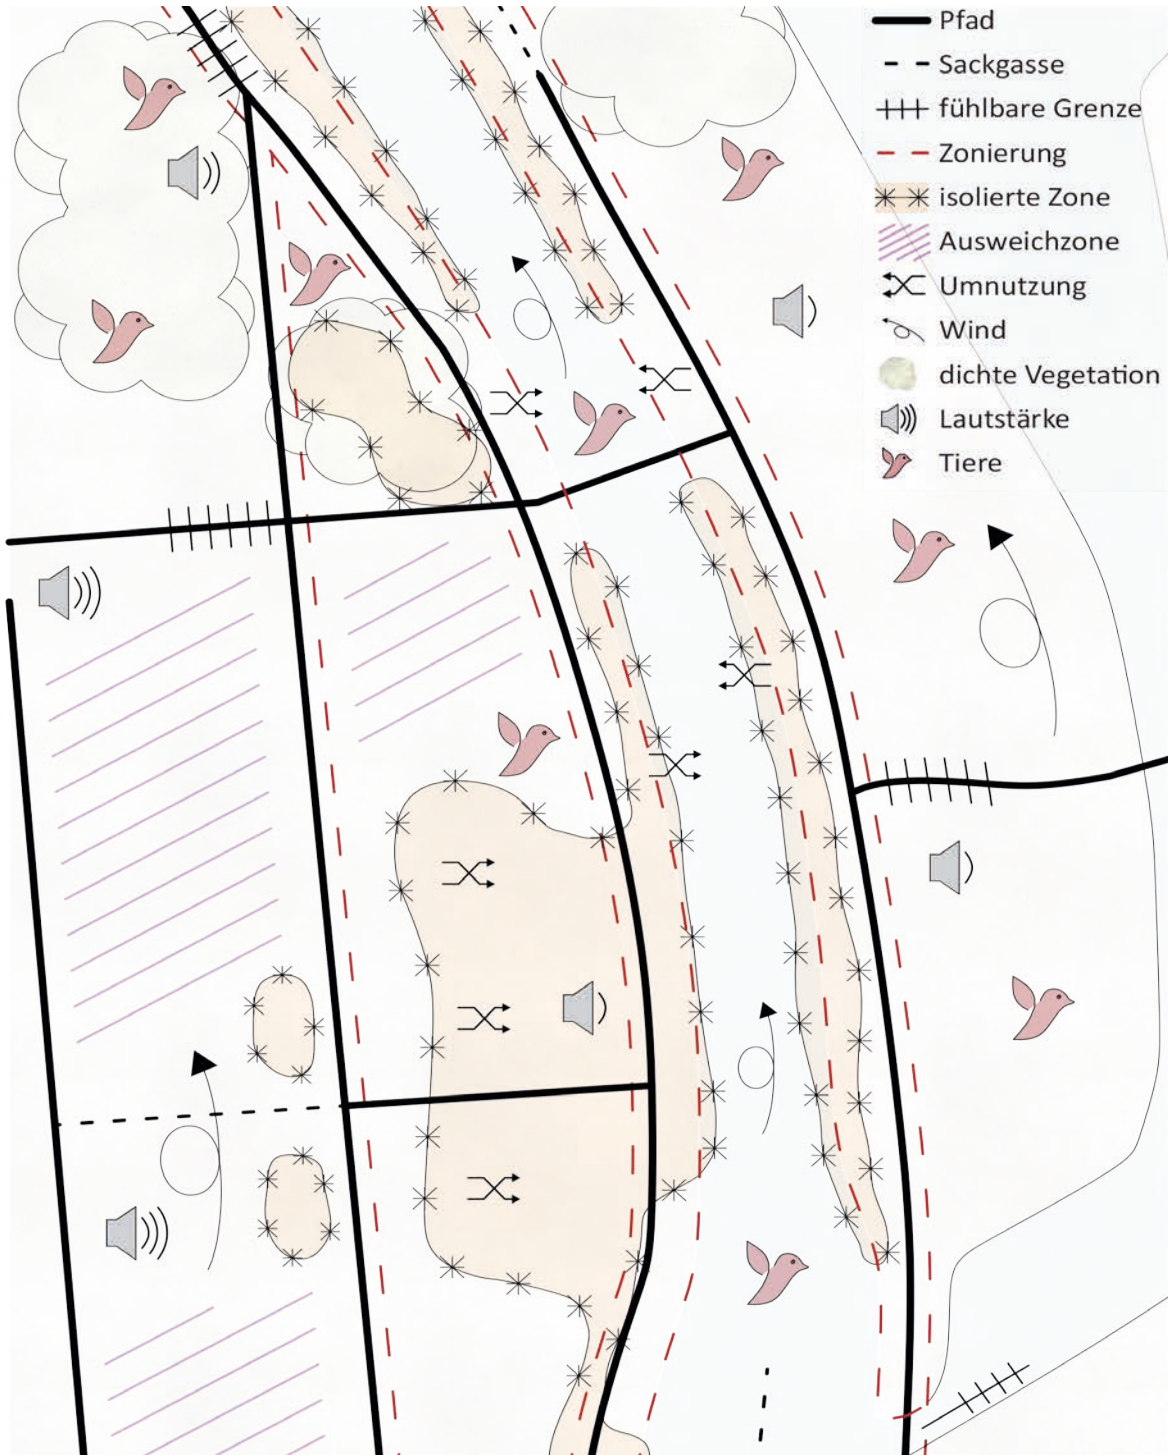 Pfad
Sackgasse
fühlbare Grenze
Zonierung
isolierte Zone
Ausweichzone
Umnutzung
Wind
dichte Vegetation
Lautstärke
Tiere